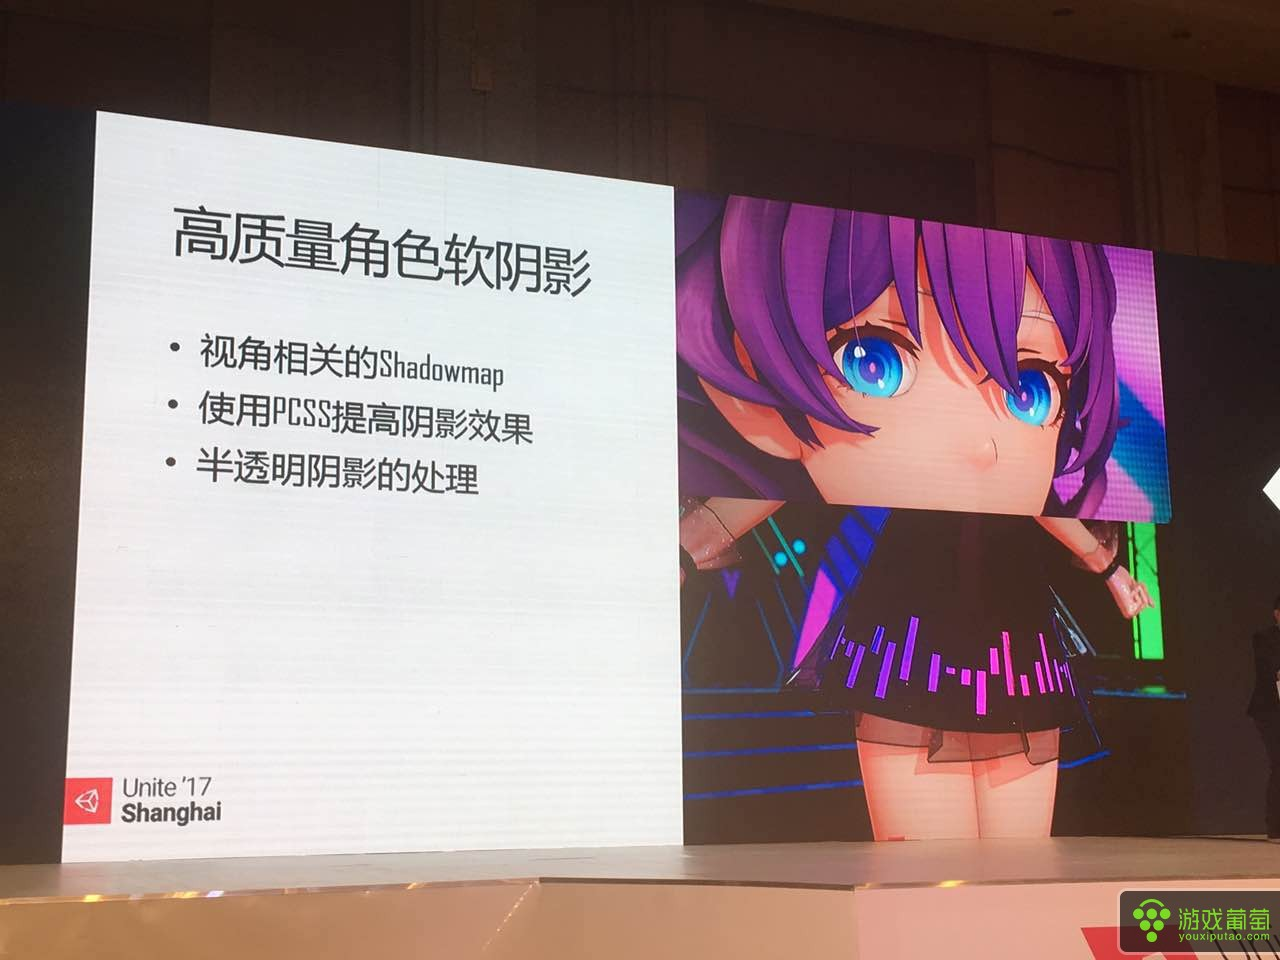 高质量角色软阴影
• 视角相关的Shadowmap
• 使用PCSS提高阴影效果
• 半透明阴影的处理
Unite '17
Shanghai
游戏葡萄
youxiputao.com